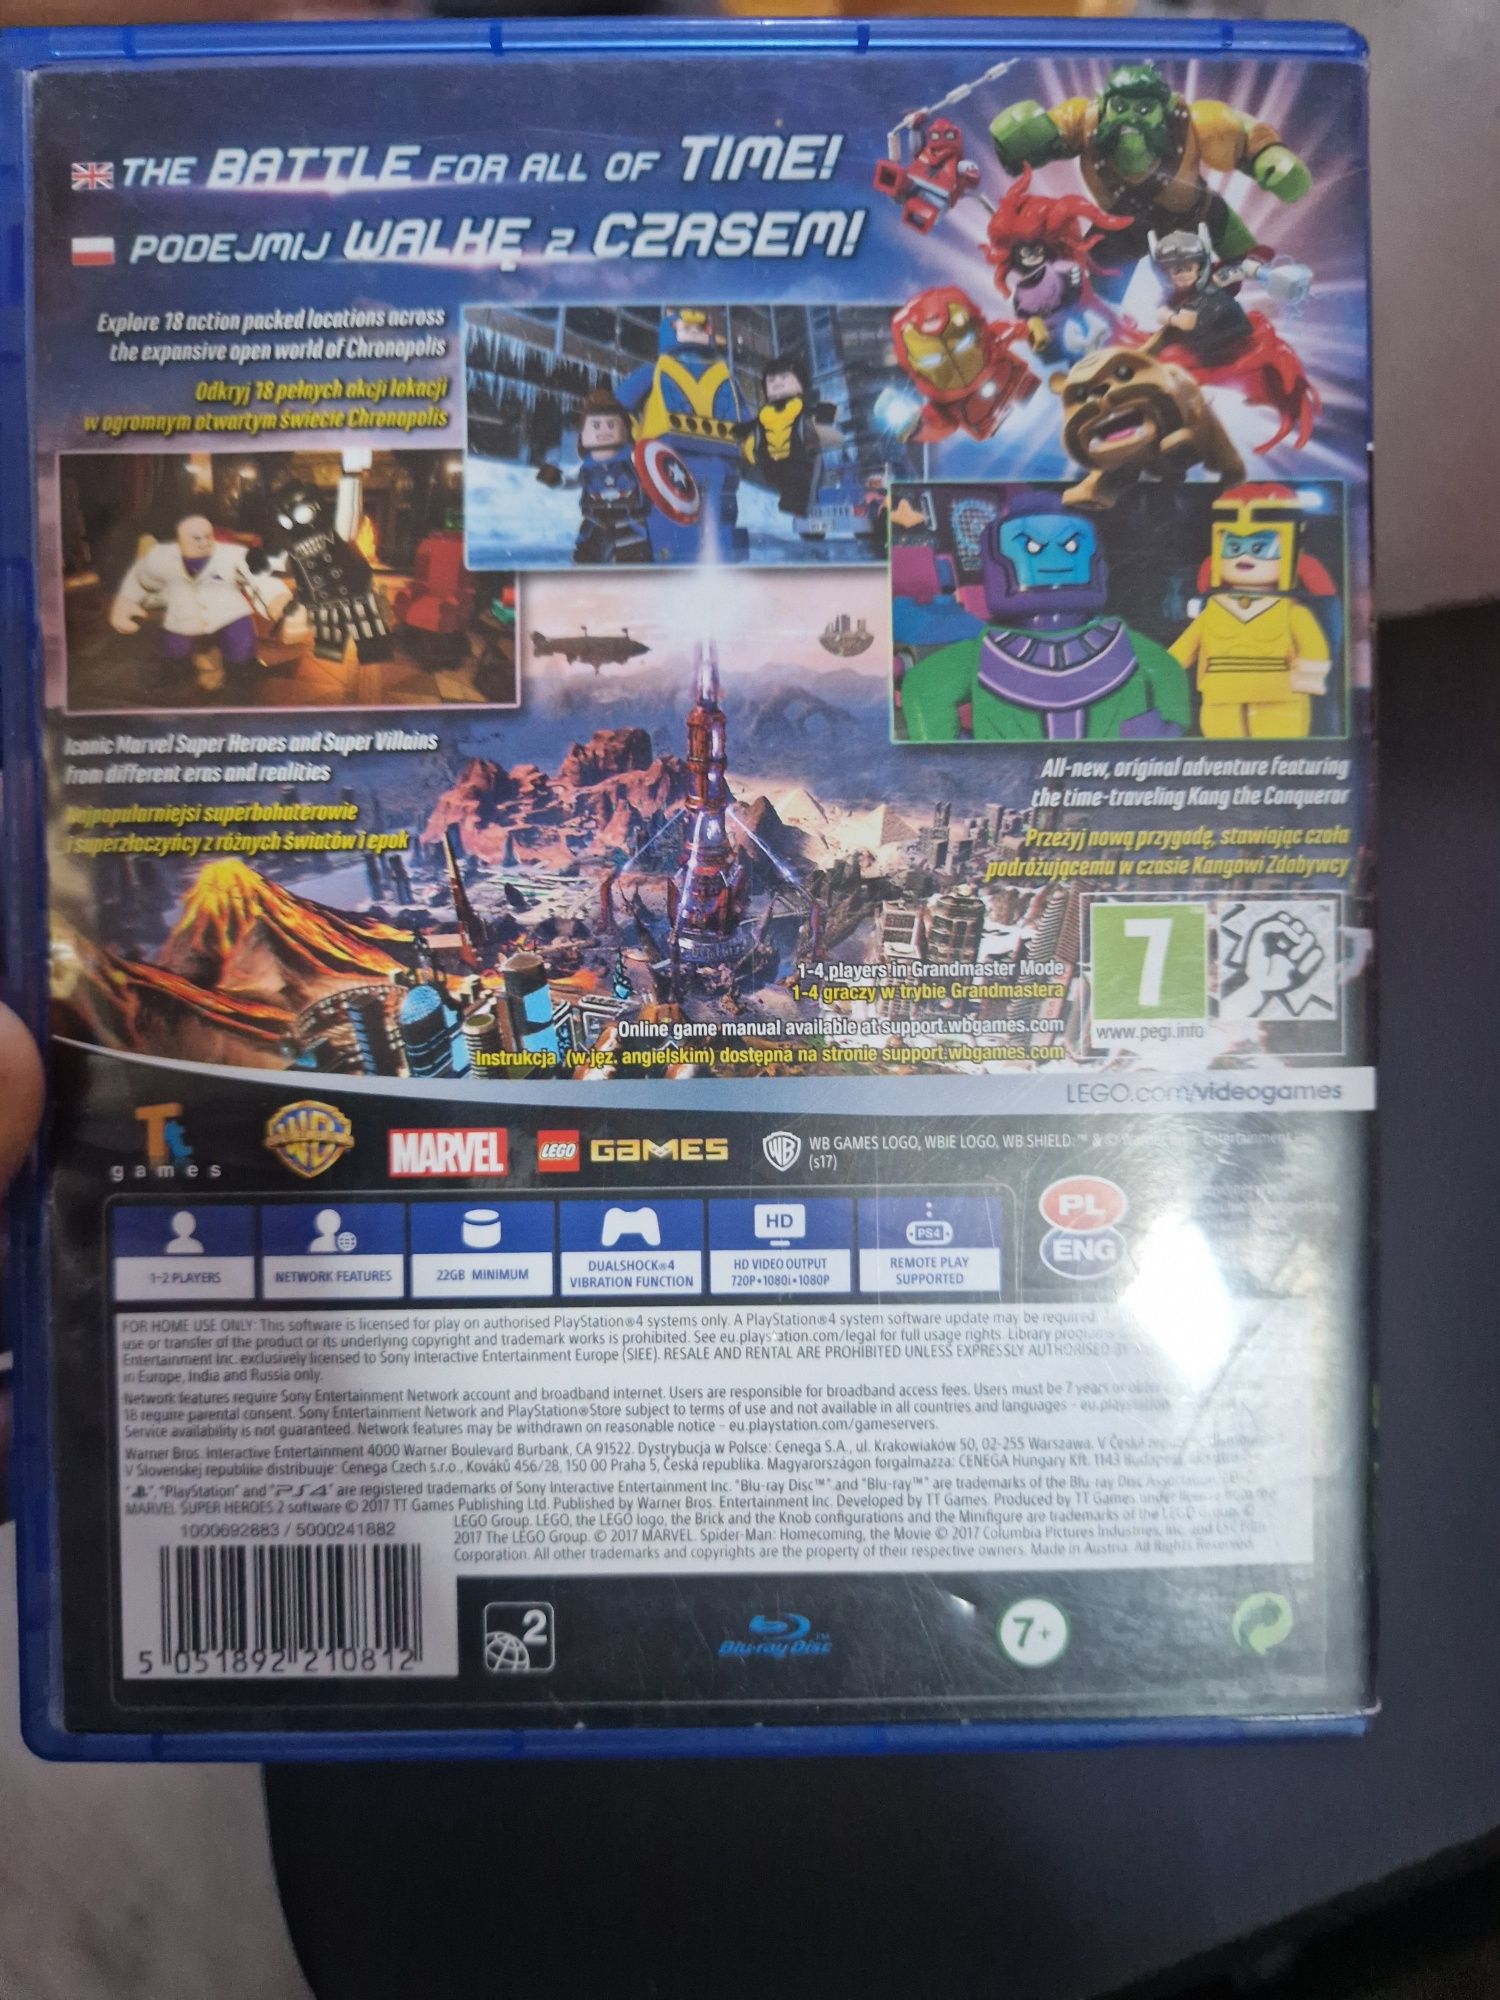 THE BATTLE FOR ALL OF TIME!
PODEJMIJ WALKĘ z CZASEM!
Explore 18 action packed locations across
the expansive open world of Chronopolis
Odkryj 18 pełnych akcji lokacji
w ogromnym otwartym świecie Chronopolis
Iconic Marvel Super Heroes and Super Villains
from different eras and realities
Najpopularniejsi superbohaterowie
i superzłoczyńcy z różnych światów i epok
All-new, original adventure featuring
the time-traveling Kang the Conqueror
Przeżyj nową przygodę, stawiając czoła
podróżującemu w czasie Kangowi Zdobywcy
1-4 players in Grandmaster Mode
1-4 graczy w trybie Grandmastera
Online game manual available at support.wbgames.com
Instrukcja (w jęz. angielskim) dostępna na stronie support.wbgames.com
7
www.pegi.info
LEGO.com/videogames
Tt games
WB
MARVEL
LEGO GAMES
WB
WB GAMES LOGO, WBIE LOGO, WB SHIELD: ™ & ©
(s17)
PL
ENG
1-2 PLAYERS
NETWORK FEATURES
22GB MINIMUM
DUALSHOCK®4
VIBRATION FUNCTION
HD
HD VIDEO OUTPUT
720P•1080i•1080P
PS4
REMOTE PLAY
SUPPORTED
FOR HOME USE ONLY: This software is licensed for play on authorised PlayStation®4 systems only. A PlayStation®4 system software update may be required.
use or transfer of the product or its underlying copyright and trademark works is prohibited. See eu.playstation.com/legal for full usage rights. Library programs
Entertainment Inc. exclusively licensed to Sony Interactive Entertainment Europe (SIEE). RESALE AND RENTAL ARE PROHIBITED UNLESS EXPRESSLY AUTHORISED BY
in Europe, India and Russia only.
Network features require Sony Entertainment Network account and broadband internet. Users are responsible for broadband access fees. Users must be 7 years or older
18 require parental consent. Sony Entertainment Network and PlayStation®Store subject to terms of use and not available in all countries and languages – eu.playstation
Service availability is not guaranteed. Network features may be withdrawn on reasonable notice – eu.playstation.com/gameservers.
Warner Bros. Interactive Entertainment 4000 Warner Boulevard Burbank, CA 91522. Dystrybucja w Polsce: Cenega S.A., ul. Krakowiaków 50, 02-255 Warszawa. V České
V Slovenskej republike distribuuje: Cenega Czech s.r.o., Kováků 456/28, 150 00 Praha 5, Česká republika. Magyarországon forgalmazza: CENEGA Hungary Kft. 1143 Budapest,
"PlayStation" and "PS4" are registered trademarks of Sony Interactive Entertainment Inc. "Blu-ray Disc™" and "Blu-ray™" are trademarks of the Blu-ray Disc Association.
MARVEL SUPER HEROES 2 software © 2017 TT Games Publishing Ltd. Published by Warner Bros. Entertainment Inc. Developed by TT Games. Produced by TT Games under license from the
LEGO Group. LEGO, the LEGO logo, the Brick and the Knob configurations and the Minifigure are trademarks of the LEGO Group. ©
2017 The LEGO Group. © 2017 MARVEL. Spider-Man: Homecoming, the Movie © 2017 Columbia Pictures Industries, Inc. and LSC Film
Corporation. All other trademarks and copyrights are the property of their respective owners. Made in Austria. All Rights Reserved.
1000692883 / 5000241882
5 051892 210812
2
Blu-ray Disc™
7+